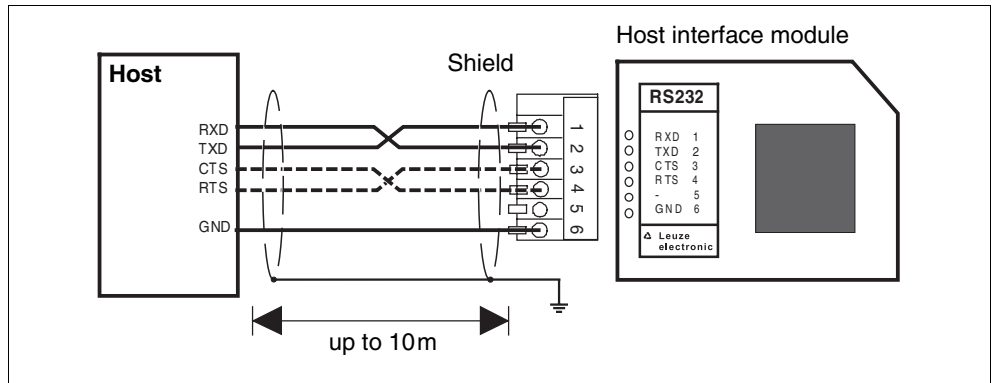 Host
RXD
TXD
CTS
RTS
GND
Shield
1
2
3
4
5
6
up to 10m
Host interface module
RS232
RXD 1
TXD 2
CTS 3
RTS 4
- 5
GND 6
Leuze
electronic